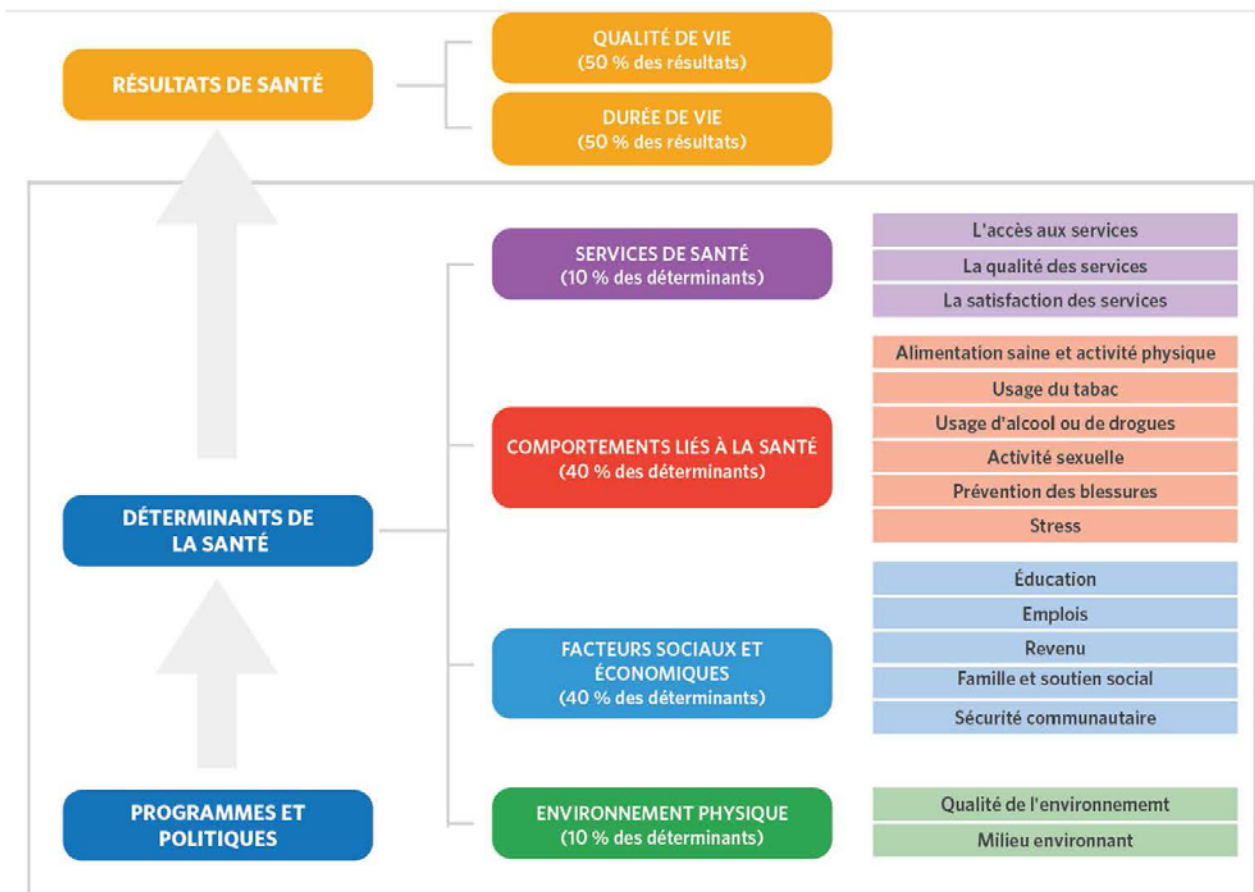 RÉSULTATS DE SANTÉ
QUALITÉ DE VIE
(50 % des résultats)
DURÉE DE VIE
(50 % des résultats)
SERVICES DE SANTÉ
(10 % des déterminants)
L'accès aux services
La qualité des services
La satisfaction des services
COMPORTEMENTS LIÉS À LA SANTÉ
(40 % des déterminants)
Alimentation saine et activité physique
Usage du tabac
Usage d'alcool ou de drogues
Activité sexuelle
Prévention des blessures
Stress
DÉTERMINANTS DE
LA SANTÉ
FACTEURS SOCIAUX ET
ÉCONOMIQUES
(40 % des déterminants)
Éducation
Emplois
Revenu
Famille et soutien social
Sécurité communautaire
PROGRAMMES ET
POLITIQUES
ENVIRONNEMENT PHYSIQUE
(10 % des déterminants)
Qualité de l'environnememt
Milieu environnant